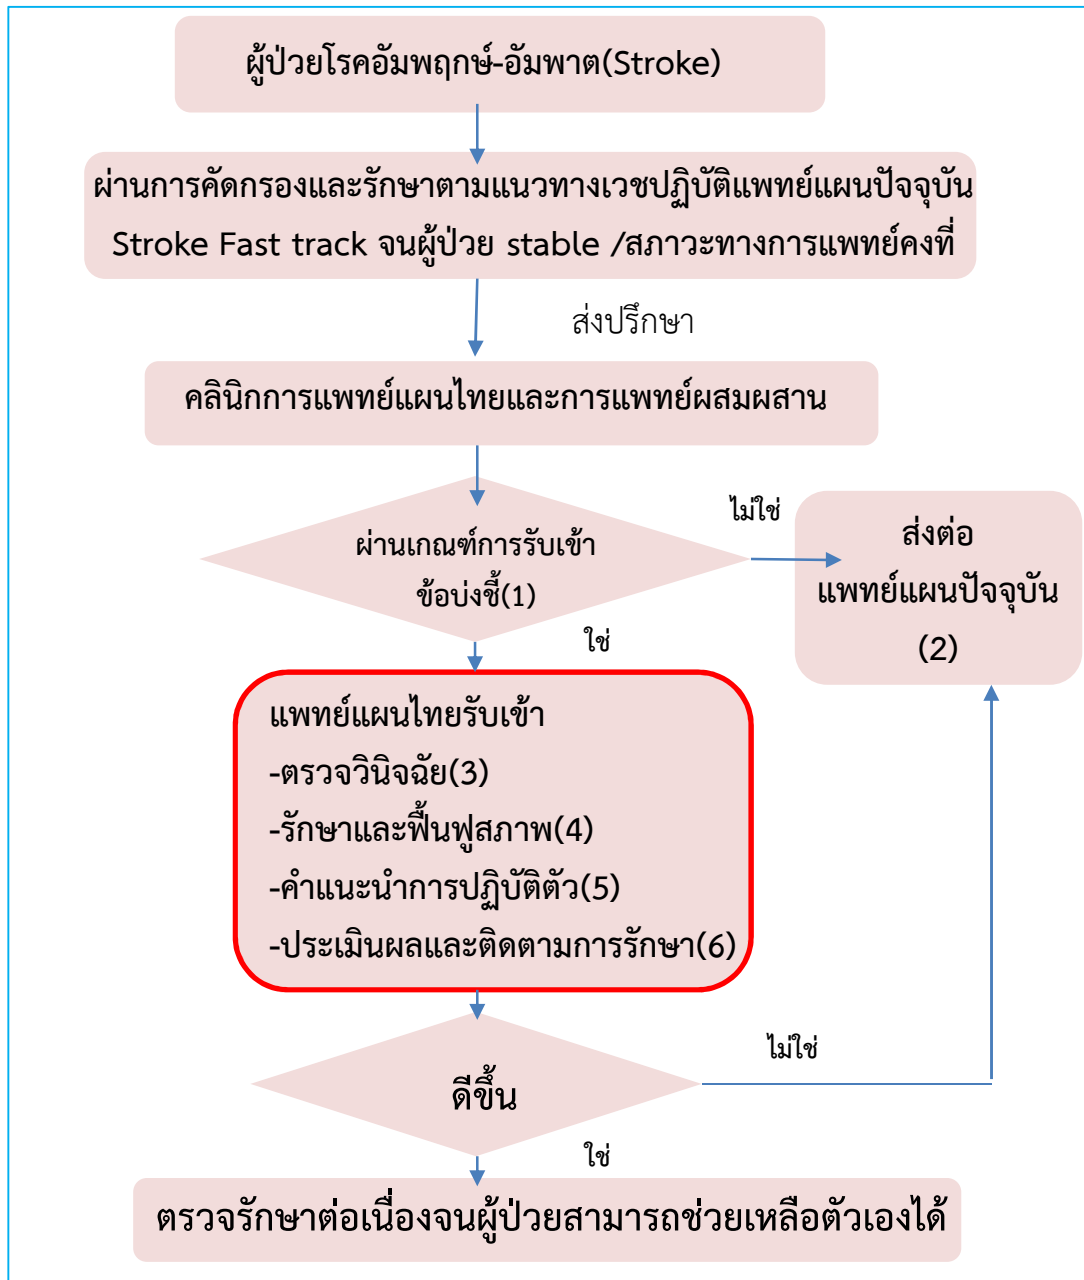 ผู้ป่วยโรคอัมพฤกษ์-อัมพาต(Stroke)
ผ่านการคัดกรองและรักษาตามแนวทางเวชปฏิบัติแพทย์แผนปัจจุบัน
Stroke Fast track จนผู้ป่วย stable /สภาวะทางการแพทย์คงที่
ส่งปรึกษา
คลินิกการแพทย์แผนไทยและการแพทย์ผสมผสาน
ผ่านเกณฑ์การรับเข้า
ข้อบ่งชี้(1)
ไม่ใช่
ส่งต่อ
แพทย์แผนปัจจุบัน
(2)
ใช่
แพทย์แผนไทยรับเข้า
-ตรวจวินิจฉัย(3)
-รักษาและฟื้นฟูสภาพ(4)
-คำแนะนำการปฏิบัติตัว(5)
-ประเมินผลและติดตามการรักษา(6)
ดีขึ้น
ไม่ใช่
ใช่
ตรวจรักษาต่อเนื่องจนผู้ป่วยสามารถช่วยเหลือตัวเองได้